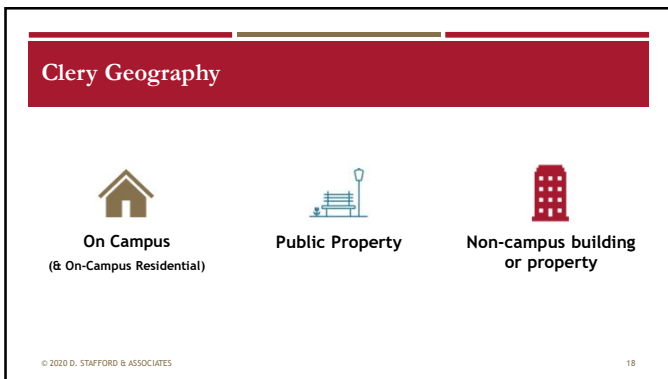 Clery Geography
On Campus
(& On-Campus Residential)
Public Property
Non-campus building
or property
© 2020 D. STAFFORD & ASSOCIATES
18